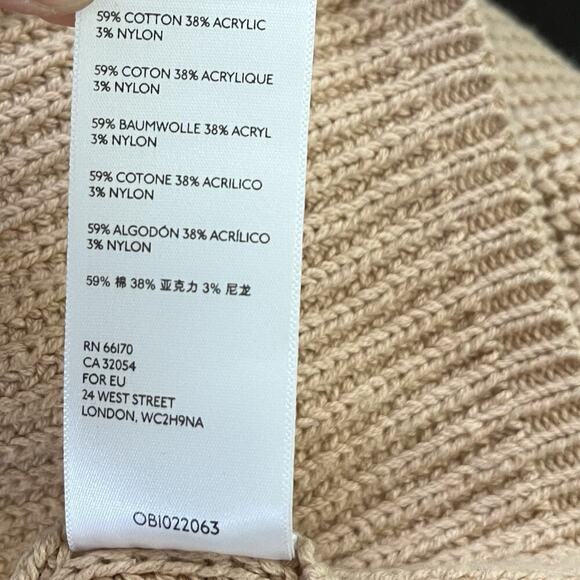 59% COTTON 38% ACRYLIC
3% NYLON
59% COTON 38% ACRYLIQUE
3% NYLON
59% BAUMWOLLE 38% ACRYL
3% NYLON
59% COTONE 38% ACRILICO
3% NYLON
59% ALGODÓN 38% ACRÍLICO
3% NYLON
59% 棉 38% 亚克力 3% 尼龙
RN 66170
CA 32054
FOR EU
24 WEST STREET
LONDON, WC2H9NA
OB1022063